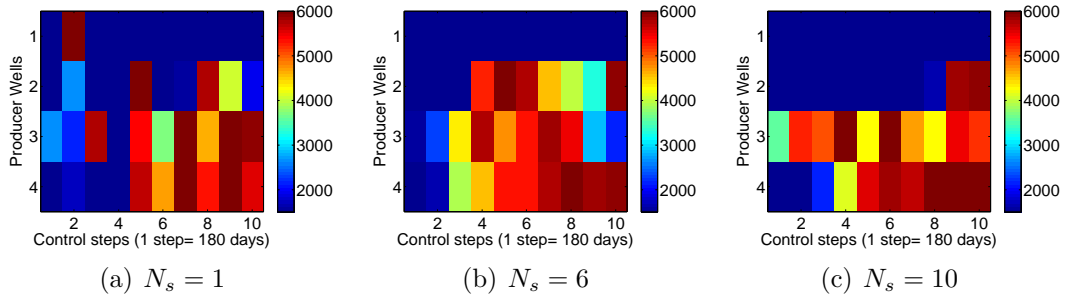 6000
5000
4000
3000
2000
1
2
3
4
Producer Wells
2 4 6 8 10
Control steps (1 step= 180 days)
(a) N_s = 1
6000
5000
4000
3000
2000
1
2
3
4
Producer Wells
2 4 6 8 10
Control steps (1 step= 180 days)
(b) N_s = 6
6000
5000
4000
3000
2000
1
2
3
4
Producer Wells
2 4 6 8 10
Control steps (1 step= 180 days)
(c) N_s = 10